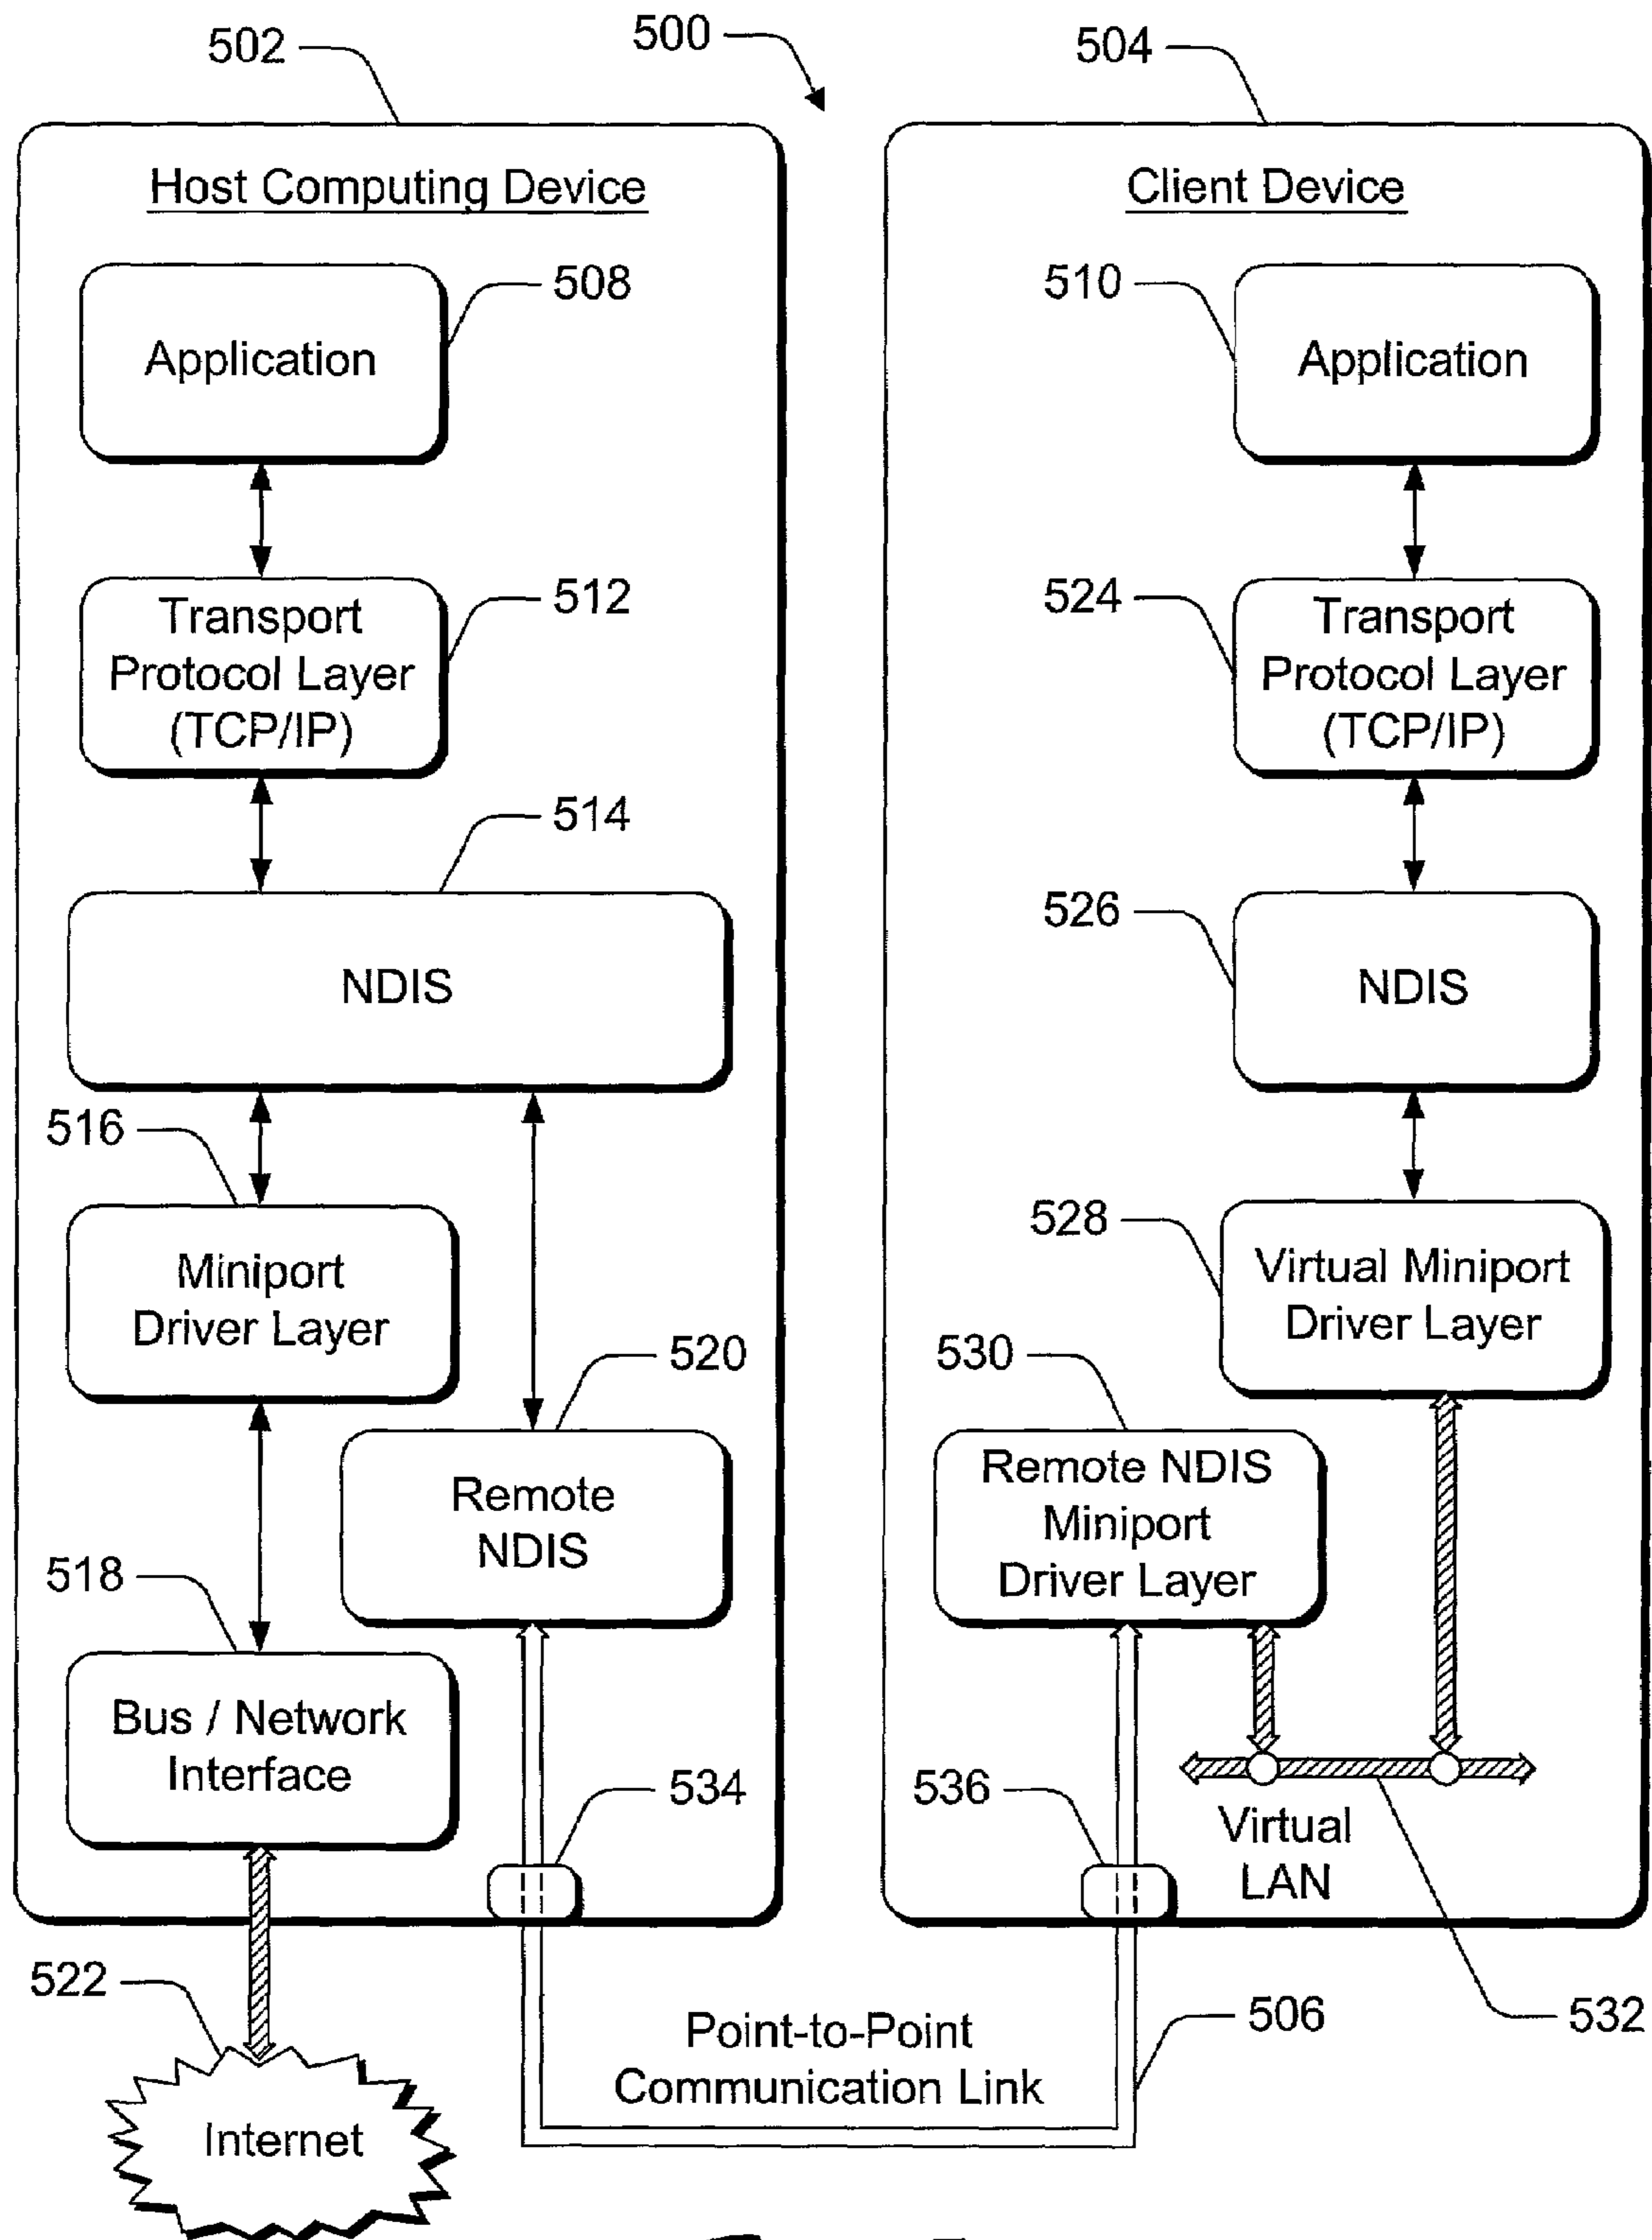 502
500
504
Host Computing Device
Client Device
508
510
Application
Application
512
524
Transport
Protocol Layer
(TCP/IP)
Transport
Protocol Layer
(TCP/IP)
514
526
NDIS
NDIS
516
528
Miniport
Driver Layer
Virtual Miniport
Driver Layer
520
530
Remote
NDIS
Remote NDIS
Miniport
Driver Layer
518
Bus / Network
Interface
534
536
Virtual
LAN
522
506
532
Point-to-Point
Communication Link
Internet